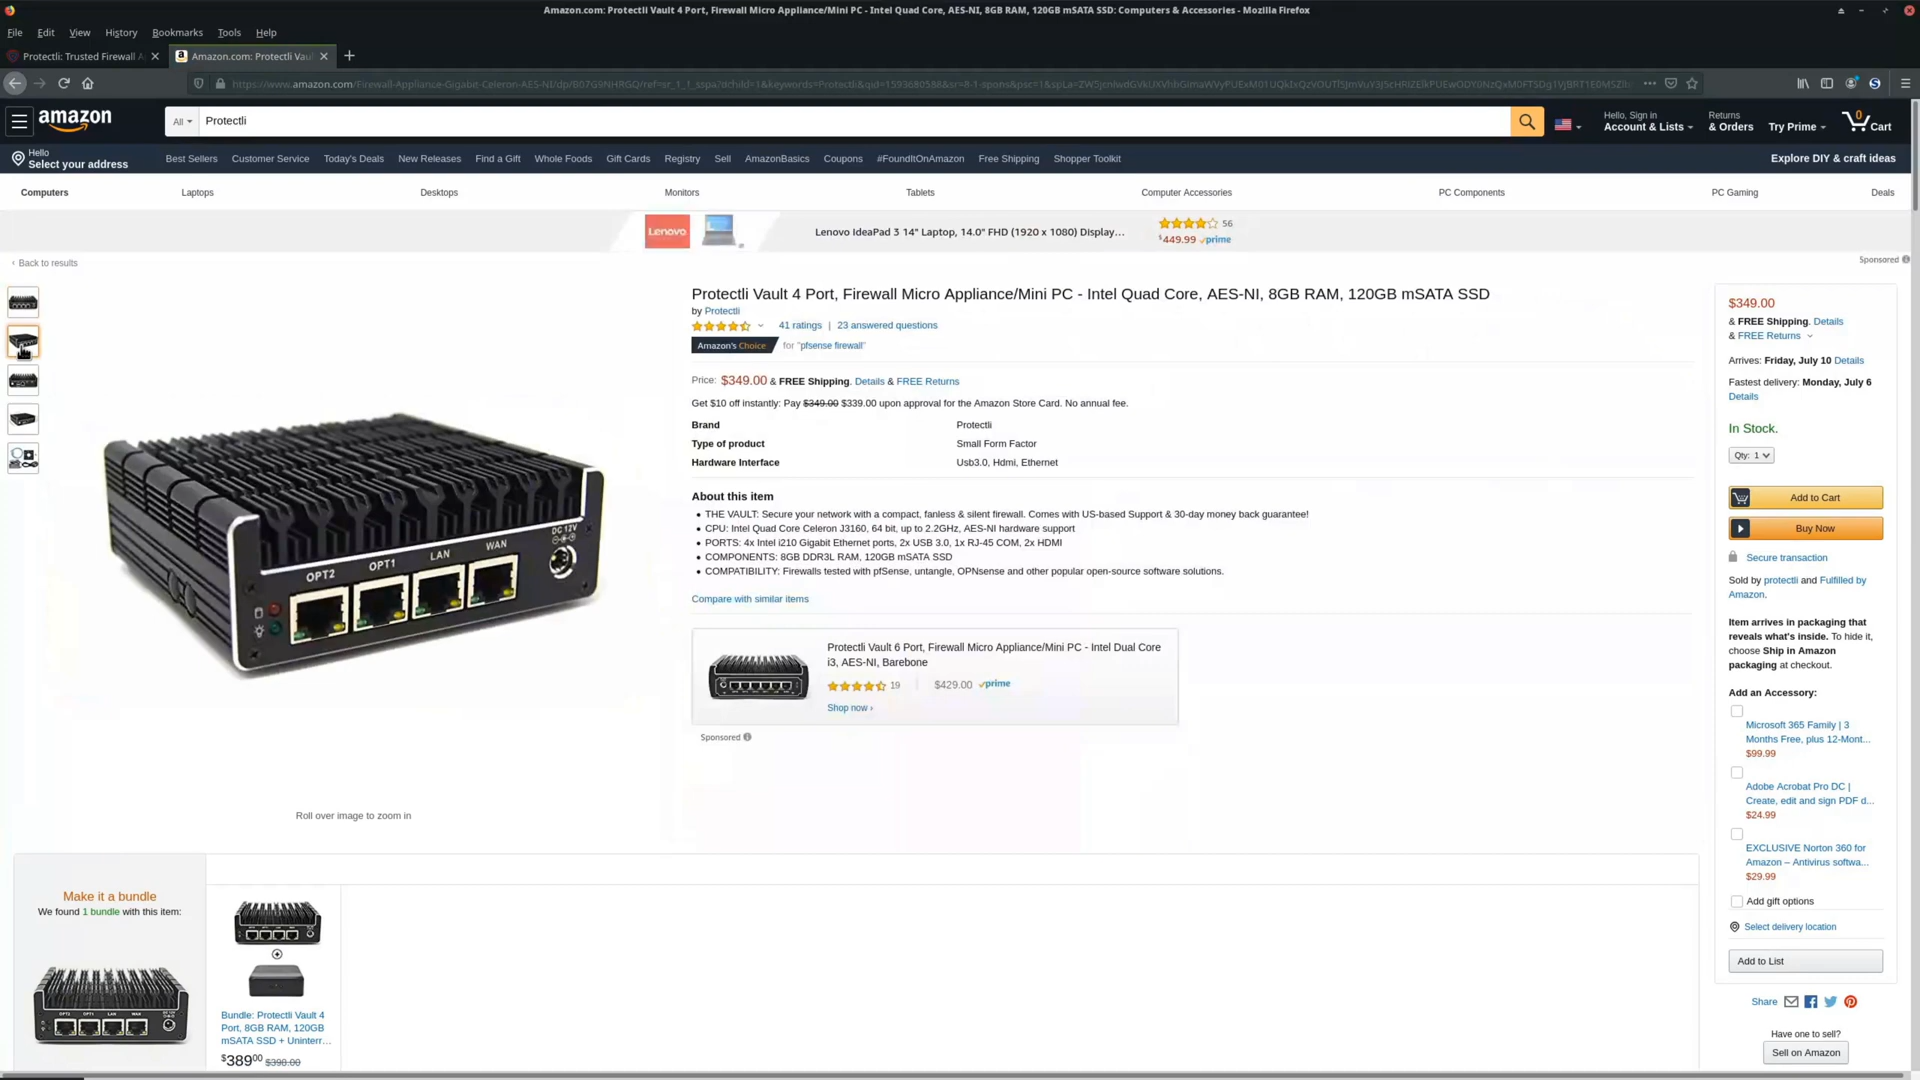 Amazon.com: Protectli Vault 4 Port, Firewall Micro Appliance/Mini PC - Intel Quad Core, AES-NI, 8GB RAM, 120GB mSATA SSD: Computers & Accessories - Mozilla Firefox
File Edit View History Bookmarks Tools Help
Protectli: Trusted Firewall A
Amazon.com: Protectli Vau
amazon
All
Protectli
Hello, Sign in
Account & Lists
Returns
& Orders
Try Prime
0
Cart
Hello
Select your address
Best Sellers Customer Service Today's Deals New Releases Find a Gift Whole Foods Gift Cards Registry Sell AmazonBasics Coupons #FoundItOnAmazon Free Shipping Shopper Toolkit
Explore DIY & craft ideas
Computers Laptops Desktops Monitors Tablets Computer Accessories PC Components PC Gaming Deals
Lenovo
Lenovo IdeaPad 3 14" Laptop, 14.0" FHD (1920 x 1080) Display…
56
$449.99 prime
‹ Back to results
Sponsored
Protectli Vault 4 Port, Firewall Micro Appliance/Mini PC - Intel Quad Core, AES-NI, 8GB RAM, 120GB mSATA SSD
by Protectli
41 ratings | 23 answered questions
Amazon's Choice for "pfsense firewall"
Price: $349.00 & FREE Shipping. Details & FREE Returns
Get $10 off instantly: Pay $349.00 $339.00 upon approval for the Amazon Store Card. No annual fee.
Brand Protectli
Type of product Small Form Factor
Hardware Interface Usb3.0, Hdmi, Ethernet
About this item
• THE VAULT: Secure your network with a compact, fanless & silent firewall. Comes with US-based Support & 30-day money back guarantee!
• CPU: Intel Quad Core Celeron J3160, 64 bit, up to 2.2GHz, AES-NI hardware support
• PORTS: 4x Intel i210 Gigabit Ethernet ports, 2x USB 3.0, 1x RJ-45 COM, 2x HDMI
• COMPONENTS: 8GB DDR3L RAM, 120GB mSATA SSD
• COMPATIBILITY: Firewalls tested with pfSense, untangle, OPNsense and other popular open-source software solutions.
Compare with similar items
Protectli Vault 6 Port, Firewall Micro Appliance/Mini PC - Intel Dual Core
i3, AES-NI, Barebone
19
$429.00 prime
Shop now ›
Sponsored
OPT2 OPT1 LAN WAN DC 12V
Roll over image to zoom in
$349.00
& FREE Shipping. Details
& FREE Returns
Arrives: Friday, July 10 Details
Fastest delivery: Monday, July 6
Details
In Stock.
Qty: 1
Add to Cart
Buy Now
Secure transaction
Sold by protectli and Fulfilled by
Amazon.
Item arrives in packaging that
reveals what's inside. To hide it,
choose Ship in Amazon
packaging at checkout.
Add an Accessory:
Microsoft 365 Family | 3
Months Free, plus 12-Mont...
$99.99
Adobe Acrobat Pro DC |
Create, edit and sign PDF d...
$24.99
EXCLUSIVE Norton 360 for
Amazon – Antivirus softwa...
$29.99
Add gift options
Select delivery location
Add to List
Share
Have one to sell?
Sell on Amazon
Make it a bundle
We found 1 bundle with this item:
OPT2 OPT1 LAN WAN
Bundle: Protectli Vault 4
Port, 8GB RAM, 120GB
mSATA SSD + Uninterr…
$389.00 $398.00